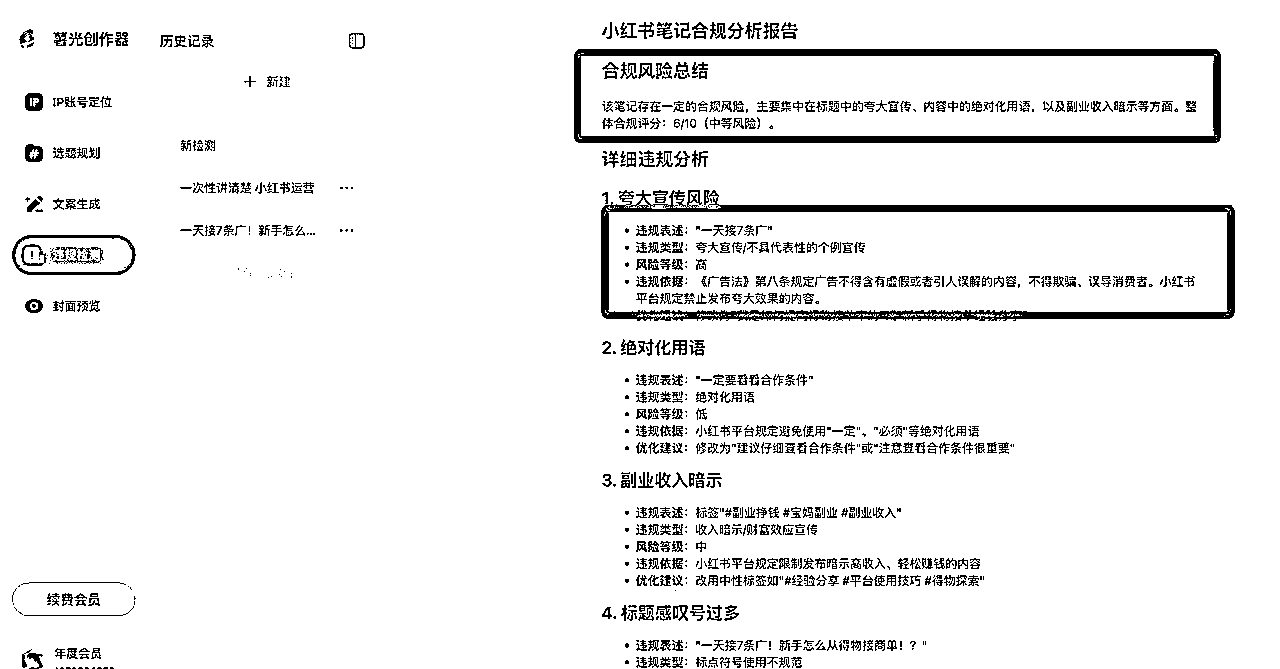 薯光创作器
历史记录
+ 新建
IP账号定位
选题规划
文案生成
封面预览
新检测
一次性讲清楚 小红书运营 ...
一天接7条广！新手怎么... ...
续费会员
年度会员
小红书笔记合规分析报告
合规风险总结
该笔记存在一定的合规风险，主要集中在标题中的夸大宣传、内容中的绝对化用语，以及副业收入暗示等方面。整
体合规评分：6/10（中等风险）。
详细违规分析
1. 夸大宣传风险
• 违规表述："一天接7条广"
• 违规类型：夸大宣传/不具代表性的个例宣传
• 风险等级：高
• 违规依据：《广告法》第八条规定广告不得含有虚假或者引人误解的内容，不得欺骗、误导消费者。小红书
平台规定禁止发布夸大效果的内容。
2. 绝对化用语
• 违规表述："一定要看看合作条件"
• 违规类型：绝对化用语
• 风险等级：低
• 违规依据：小红书平台规定避免使用"一定"、"必须"等绝对化用语
• 优化建议：修改为"建议仔细查看合作条件"或"注意查看合作条件很重要"
3. 副业收入暗示
• 违规表述：标签"#副业挣钱 #宝妈副业 #副业收入"
• 违规类型：收入暗示/财富效应宣传
• 风险等级：中
• 违规依据：小红书平台规定限制发布暗示高收入、轻松赚钱的内容
• 优化建议：改用中性标签如"#经验分享 #平台使用技巧 #得物探索"
4. 标题感叹号过多
• 违规表述："一天接7条广！新手怎么从得物接商单！？"
• 违规类型：标点符号使用不规范